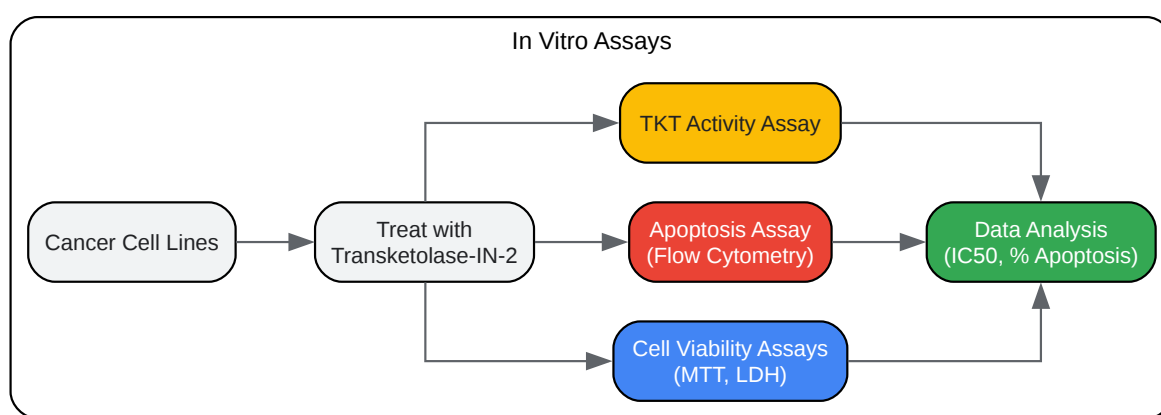 In Vitro Assays
TKT Activity Assay
Cancer Cell Lines
Treat with
Transketolase-IN-2
Apoptosis Assay
(Flow Cytometry)
Data Analysis
(IC50, % Apoptosis)
Cell Viability Assays
(MTT, LDH)